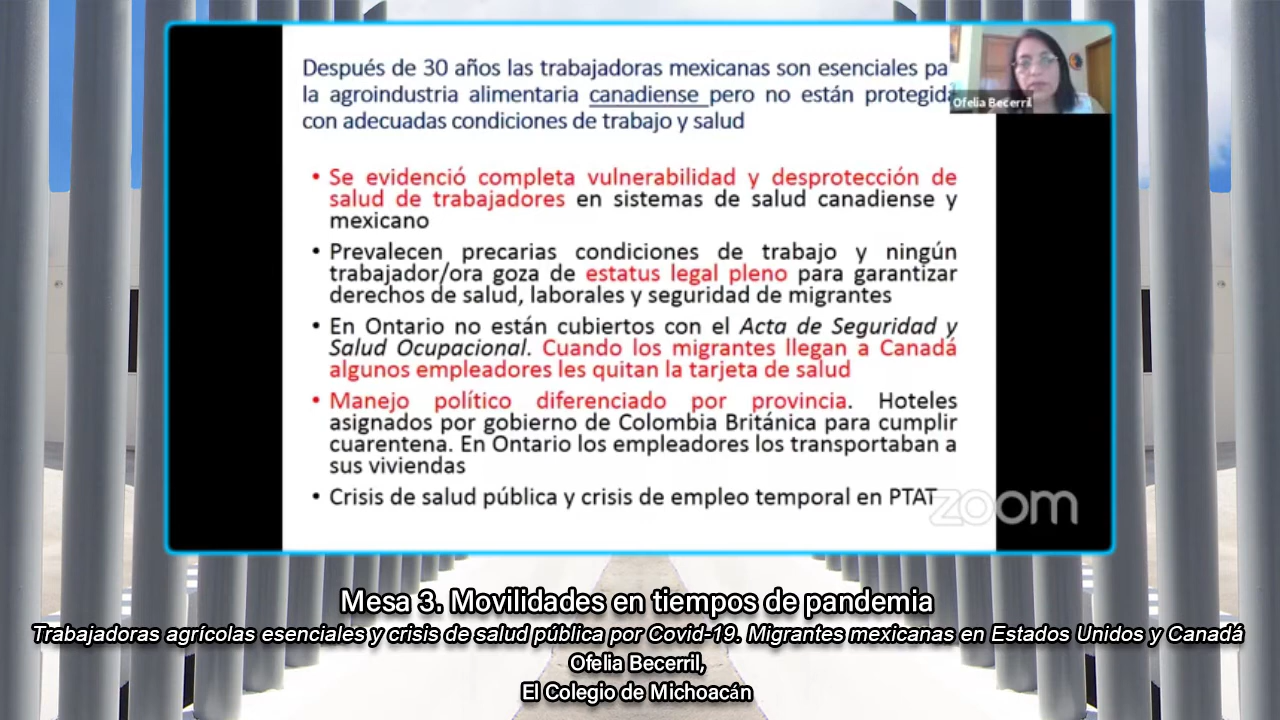 Después de 30 años las trabajadoras mexicanas son esenciales pa
la agroindustria alimentaria canadiense pero no están protegida
con adecuadas condiciones de trabajo y salud
Ofelia Becerril
• Se evidenció completa vulnerabilidad y desprotección de
salud de trabajadores en sistemas de salud canadiense y
mexicano
• Prevalecen precarias condiciones de trabajo y ningún
trabajador/ora goza de estatus legal pleno para garantizar
derechos de salud, laborales y seguridad de migrantes
• En Ontario no están cubiertos con el Acta de Seguridad y
Salud Ocupacional. Cuando los migrantes llegan a Canadá
algunos empleadores les quitan la tarjeta de salud
• Manejo político diferenciado por provincia. Hoteles
asignados por gobierno de Colombia Británica para cumplir
cuarentena. En Ontario los empleadores los transportaban a
sus viviendas
• Crisis de salud pública y crisis de empleo temporal en PTAT
zoom
Mesa 3. Movilidades en tiempos de pandemia
Trabajadoras agrícolas esenciales y crisis de salud pública por Covid-19. Migrantes mexicanas en Estados Unidos y Canadá
Ofelia Becerril,
El Colegio de Michoacán